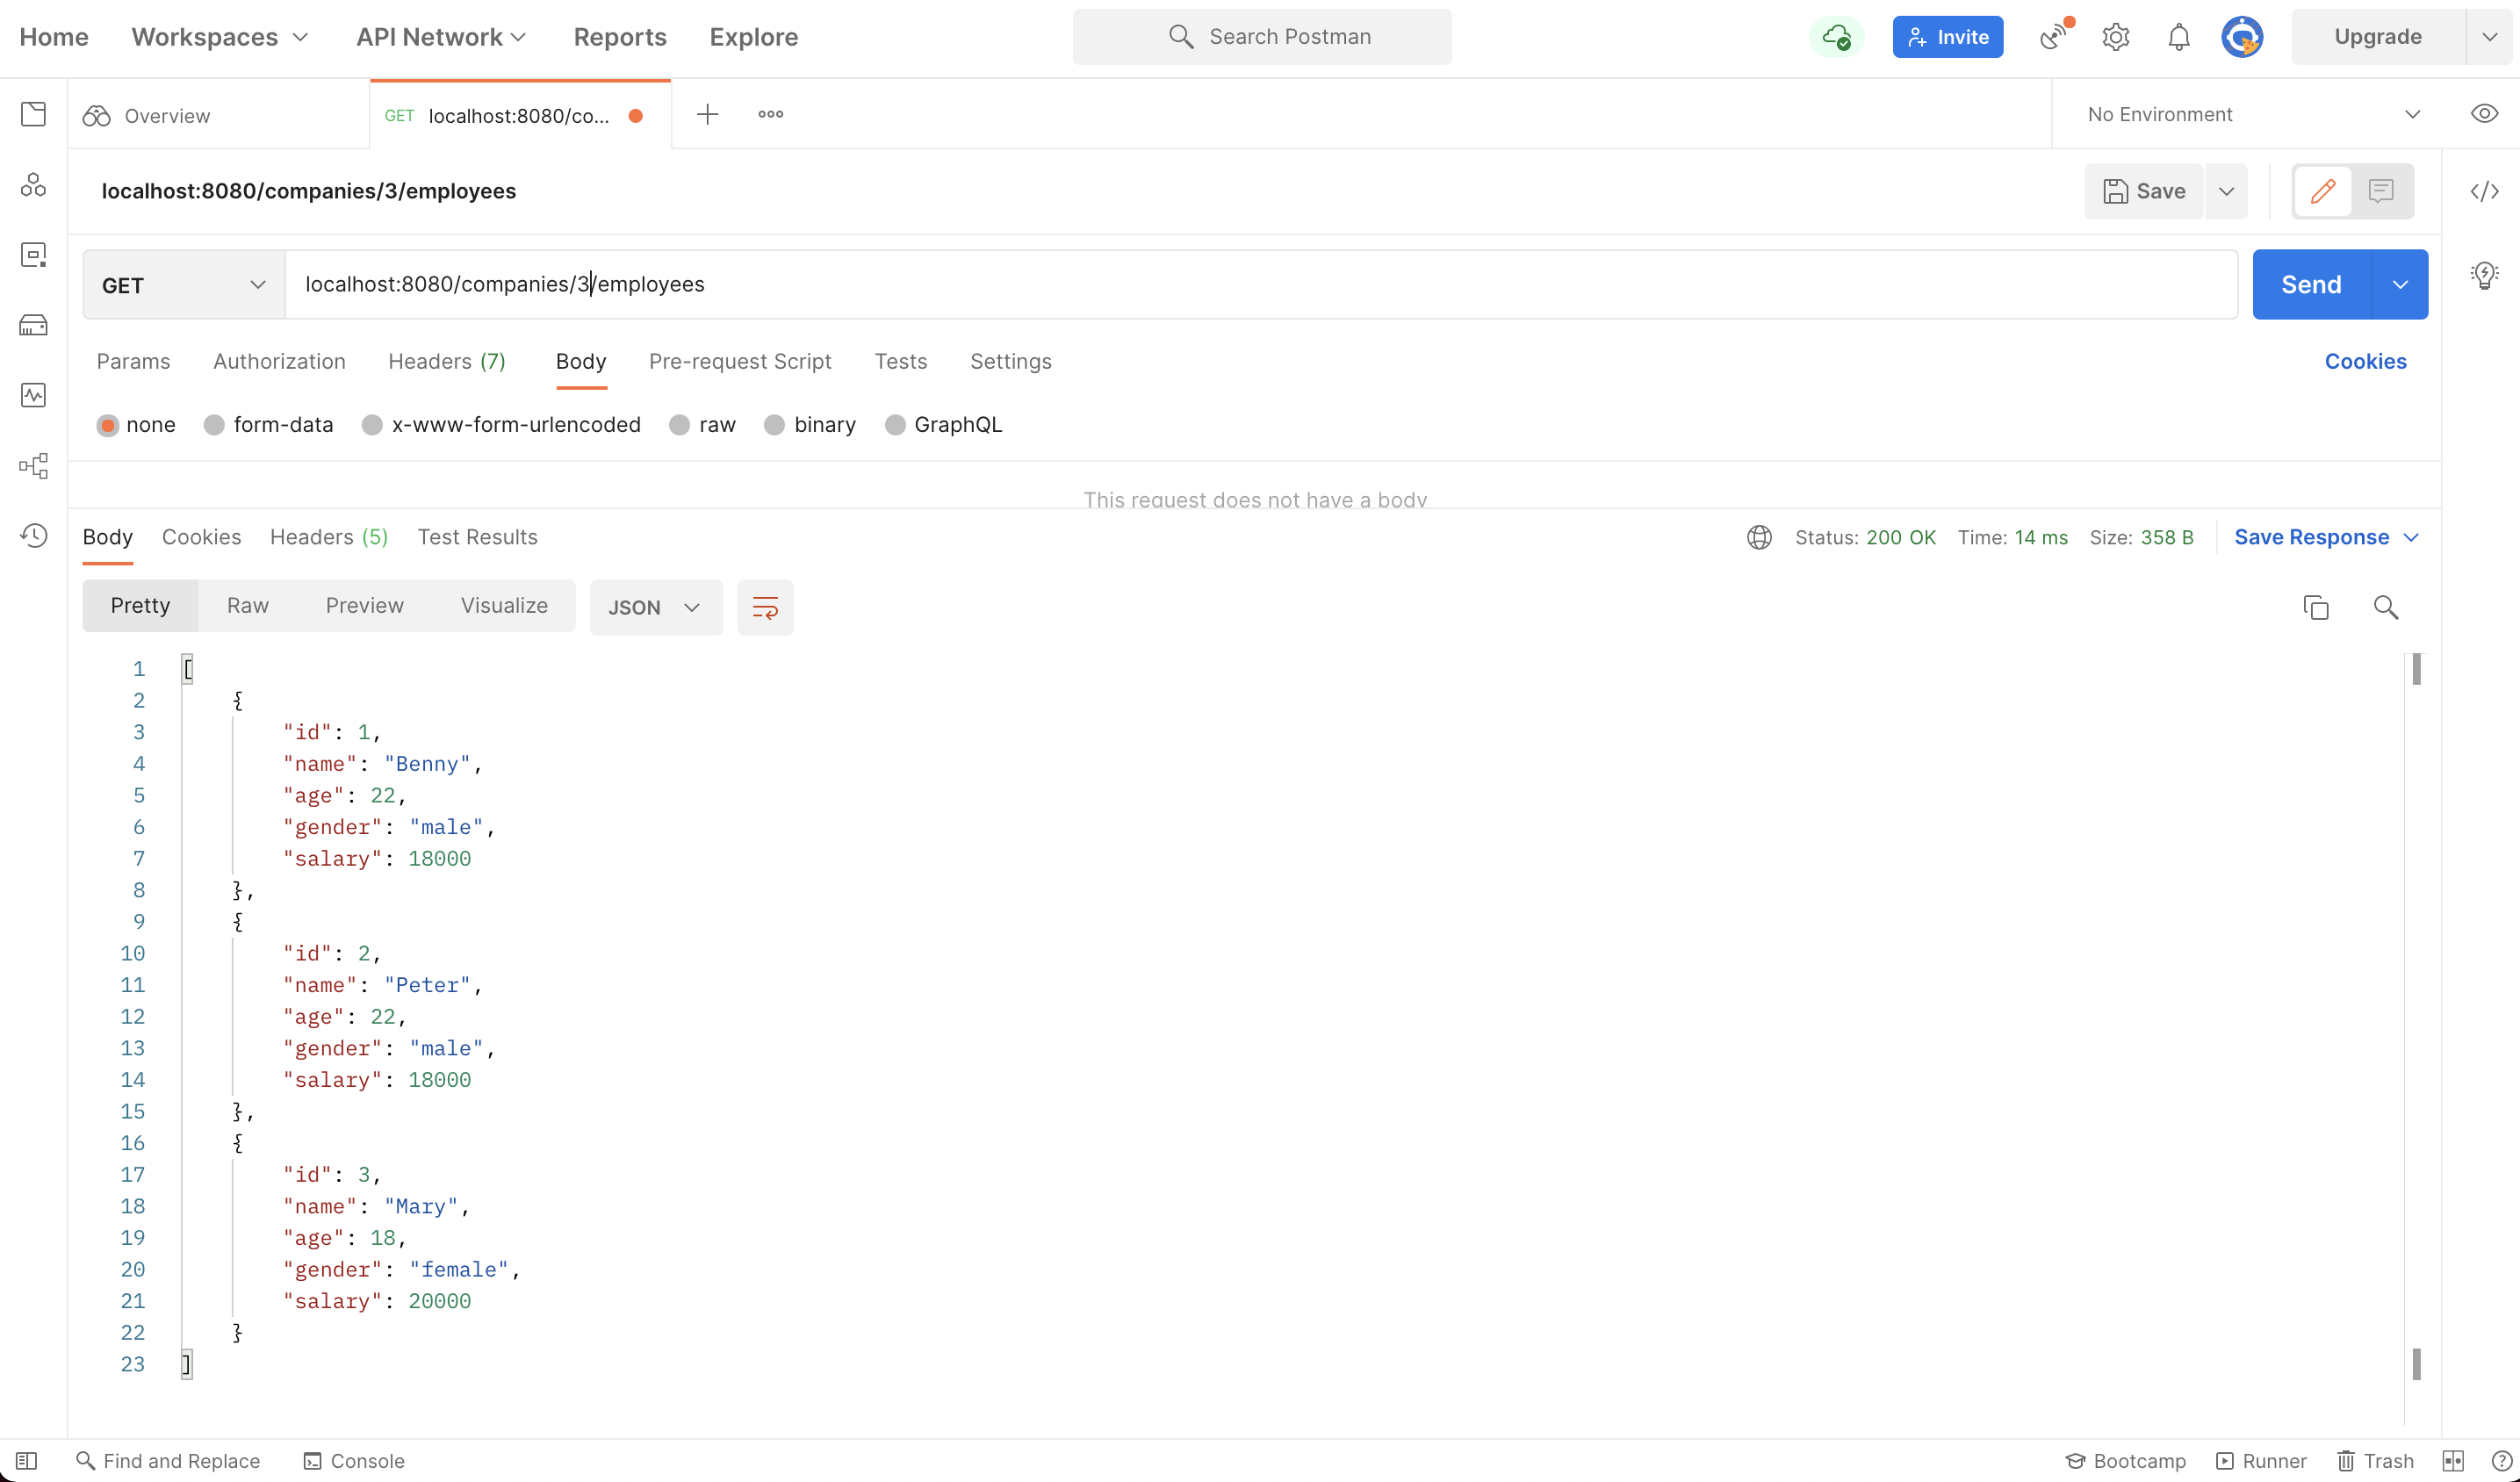 Home Workspaces API Network Reports Explore Search Postman Invite Upgrade
Overview GET localhost:8080/co... No Environment
localhost:8080/companies/3/employees Save
GET localhost:8080/companies/3/employees Send
Params Authorization Headers (7) Body Pre-request Script Tests Settings Cookies
none form-data x-www-form-urlencoded raw binary GraphQL
This request does not have a body
Body Cookies Headers (5) Test Results Status: 200 OK Time: 14 ms Size: 358 B Save Response
Pretty Raw Preview Visualize JSON
1 [
2 {
3 "id": 1,
4 "name": "Benny",
5 "age": 22,
6 "gender": "male",
7 "salary": 18000
8 },
9 {
10 "id": 2,
11 "name": "Peter",
12 "age": 22,
13 "gender": "male",
14 "salary": 18000
15 },
16 {
17 "id": 3,
18 "name": "Mary",
19 "age": 18,
20 "gender": "female",
21 "salary": 20000
22 }
23 ]
Find and Replace Console Bootcamp Runner Trash